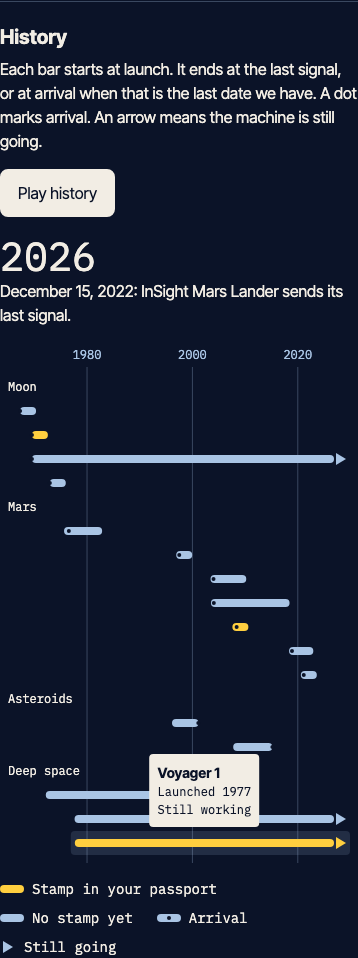 History
Each bar starts at launch. It ends at the last signal,
or at arrival when that is the last date we have. A dot
marks arrival. An arrow means the machine is still
going.
Play history
2026
December 15, 2022: InSight Mars Lander sends its
last signal.
1980 2000 2020
Moon
Mars
Asteroids
Deep space
Voyager 1
Launched 1977
Still working
Stamp in your passport
No stamp yet Arrival
Still going